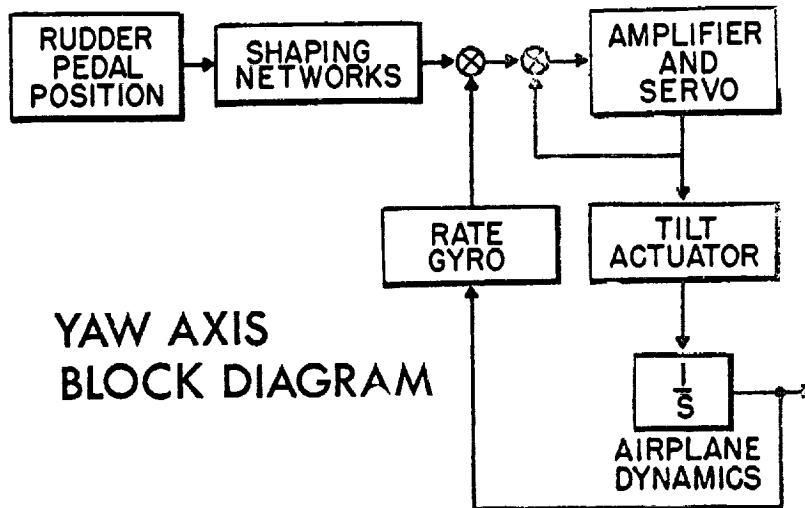 RUDDER
PEDAL
POSITION
SHAPING
NETWORKS
AMPLIFIER
AND
SERVO
RATE
GYRO
TILT
ACTUATOR
YAW AXIS
BLOCK DIAGRAM
1
S
AIRPLANE
DYNAMICS